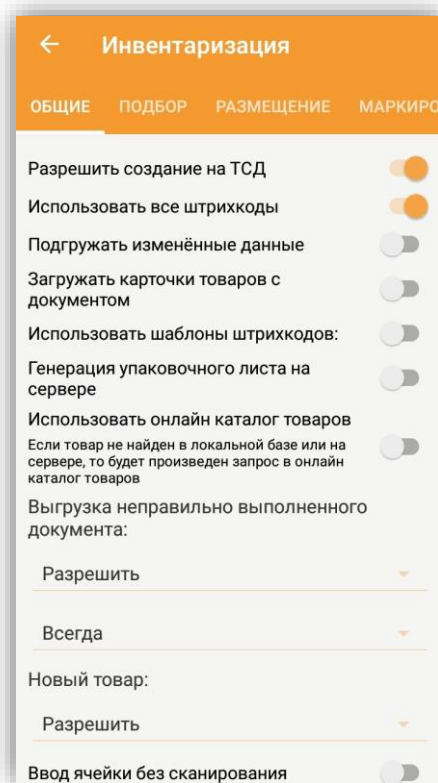 Инвентаризация
ОБЩИЕ ПОДБОР РАЗМЕЩЕНИЕ МАРКИРО
Разрешить создание на ТСД
Использовать все штрихкоды
Подгружать изменённые данные
Загружать карточки товаров с
документом
Использовать шаблоны штрихкодов:
Генерация упаковочного листа на
сервере
Использовать онлайн каталог товаров
Если товар не найден в локальной базе или на
сервере, то будет произведен запрос в онлайн
каталог товаров
Выгрузка неправильно выполненного
документа:
Разрешить
Всегда
Новый товар:
Разрешить
Ввод ячейки без сканирования